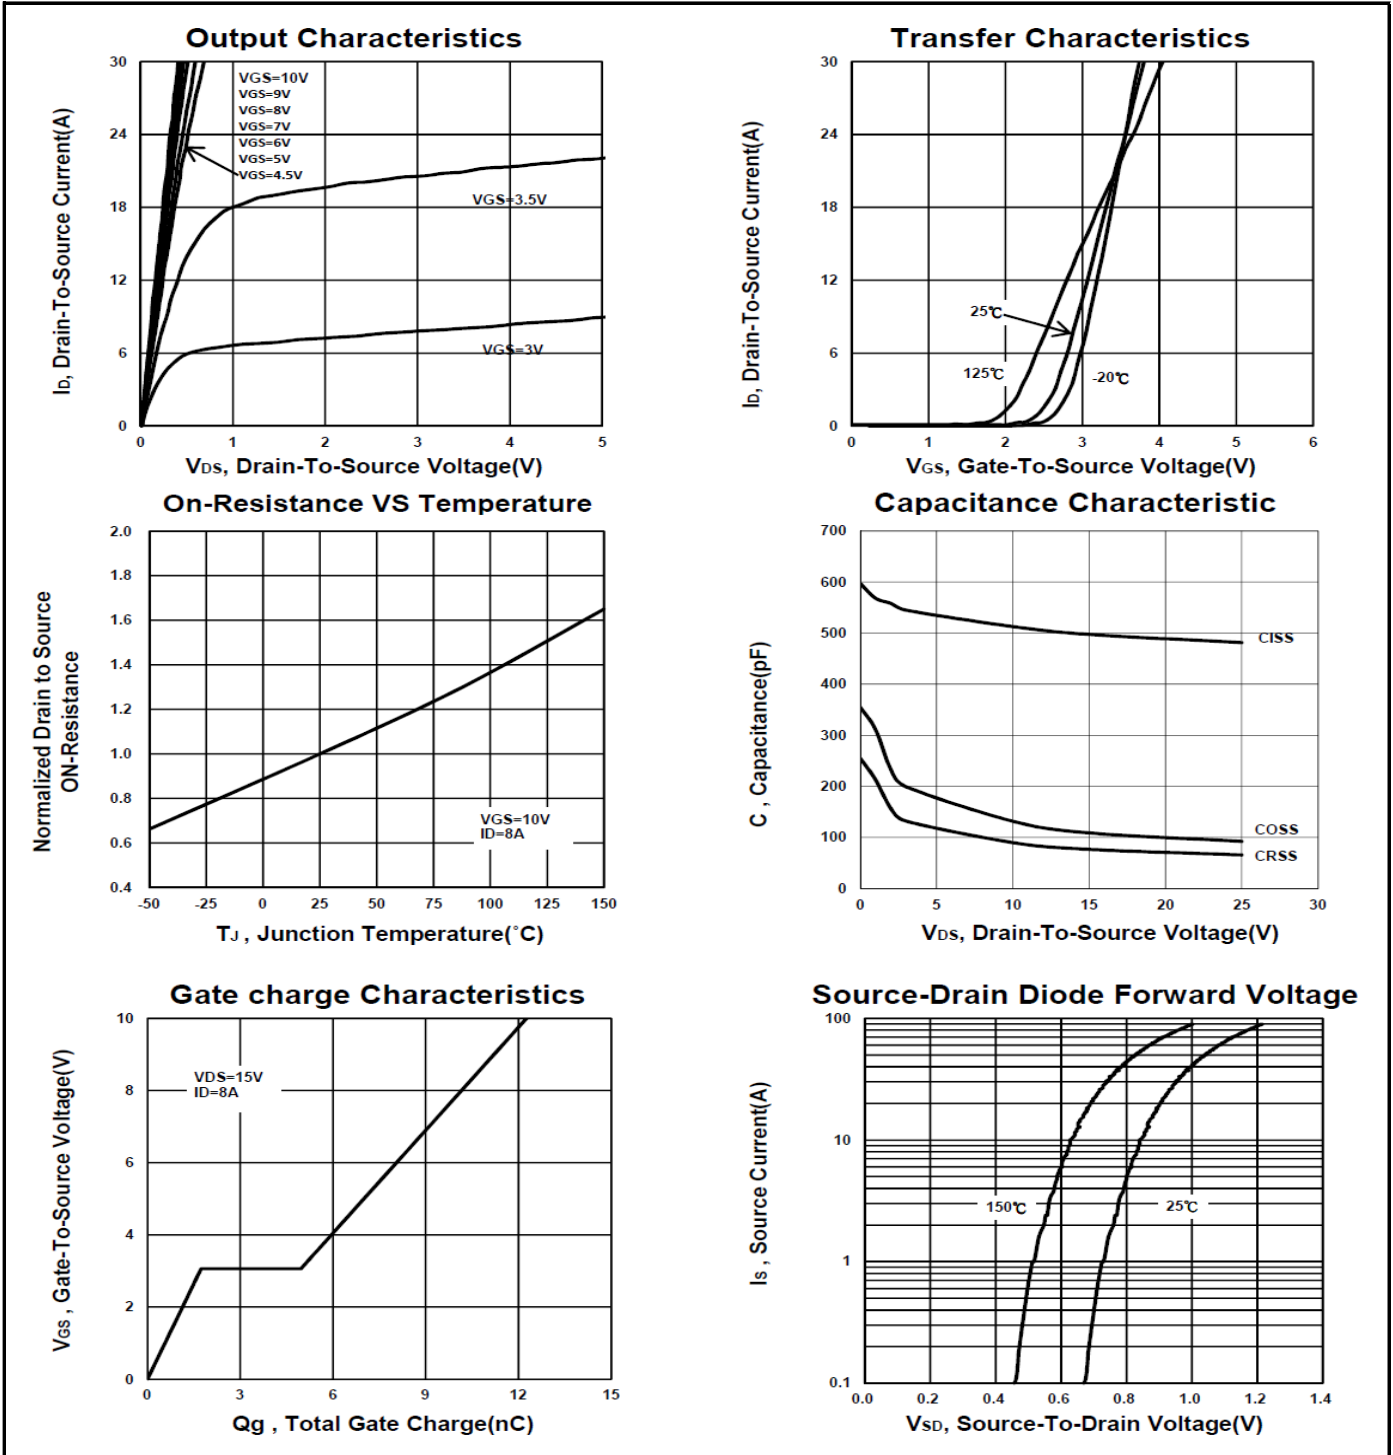 Output Characteristics
ID, Drain-To-Source Current(A)
30
24
18
12
6
0
VGS=10V
VGS=9V
VGS=8V
VGS=7V
VGS=6V
VGS=5V
VGS=4.5V
VGS=3.5V
VGS=3V
0 1 2 3 4 5
VDS, Drain-To-Source Voltage(V)
Transfer Characteristics
ID, Drain-To-Source Current(A)
30
24
18
12
6
0
25℃
125℃
-20℃
0 1 2 3 4 5 6
VGS, Gate-To-Source Voltage(V)
On-Resistance VS Temperature
Normalized Drain to Source
ON-Resistance
2.0
1.8
1.6
1.4
1.2
1.0
0.8
0.6
0.4
VGS=10V
ID=8A
-50 -25 0 25 50 75 100 125 150
TJ , Junction Temperature(˚C)
Capacitance Characteristic
C , Capacitance(pF)
700
600
500
400
300
200
100
0
CISS
COSS
CRSS
0 5 10 15 20 25 30
VDS, Drain-To-Source Voltage(V)
Gate charge Characteristics
VGS , Gate-To-Source Voltage(V)
10
8
6
4
2
0
VDS=15V
ID=8A
0 3 6 9 12 15
Qg , Total Gate Charge(nC)
Source-Drain Diode Forward Voltage
IS , Source Current(A)
100
10
1
0.1
150℃
25℃
0.0 0.2 0.4 0.6 0.8 1.0 1.2 1.4
VSD, Source-To-Drain Voltage(V)